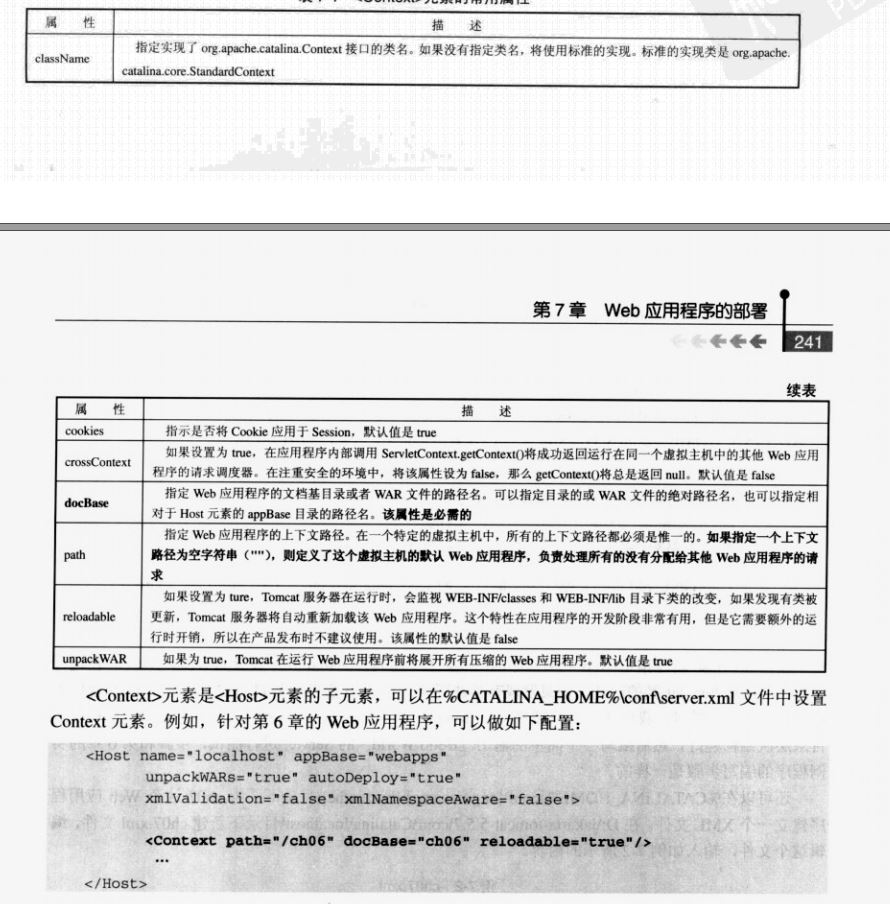 <Context>元素的常用属性
属 性 描 述
className 指定实现了 org.apache.catalina.Context 接口的类名。如果没有指定类名，将使用标准的实现。标准的实现类是 org.apache.
catalina.core.StandardContext
第 7 章 Web 应用程序的部署
241
续表
属 性 描 述
cookies 指示是否将 Cookie 应用于 Session，默认值是 true
crossContext 如果设置为 true，在应用程序内部调用 ServletContext.getContext()将成功返回运行在同一个虚拟主机中的其他 Web 应用
程序的请求调度器。在注重安全的环境中，将该属性设为 false，那么 getContext()将总是返回 null。默认值是 false
docBase 指定 Web 应用程序的文档基目录或者 WAR 文件的路径名。可以指定目录的或 WAR 文件的绝对路径名，也可以指定相
对于 Host 元素的 appBase 目录的路径名。该属性是必需的
path 指定 Web 应用程序的上下文路径。在一个特定的虚拟主机中，所有的上下文路径都必须是惟一的。如果指定一个上下文
路径为空字符串（""），则定义了这个虚拟主机的默认 Web 应用程序，负责处理所有的没有分配给其他 Web 应用程序的请
求
reloadable 如果设置为 ture，Tomcat 服务器在运行时，会监视 WEB-INF/classes 和 WEB-INF/lib 目录下类的改变，如果发现有类被
更新，Tomcat 服务器将自动重新加载该 Web 应用程序。这个特性在应用程序的开发阶段非常有用，但是它需要额外的运
行时开销，所以在产品发布时不建议使用。该属性的默认值是 false
unpackWAR 如果为 true，Tomcat 在运行 Web 应用程序前将展开所有压缩的 Web 应用程序。默认值是 true
<Context>元素是<Host>元素的子元素，可以在%CATALINA_HOME%\conf\server.xml 文件中设置
Context 元素。例如，针对第 6 章的 Web 应用程序，可以做如下配置：
<Host name="localhost" appBase="webapps"
unpackWARs="true" autoDeploy="true"
xmlValidation="false" xmlNamespaceAware="false">
<Context path="/ch06" docBase="ch06" reloadable="true"/>
…
</Host>